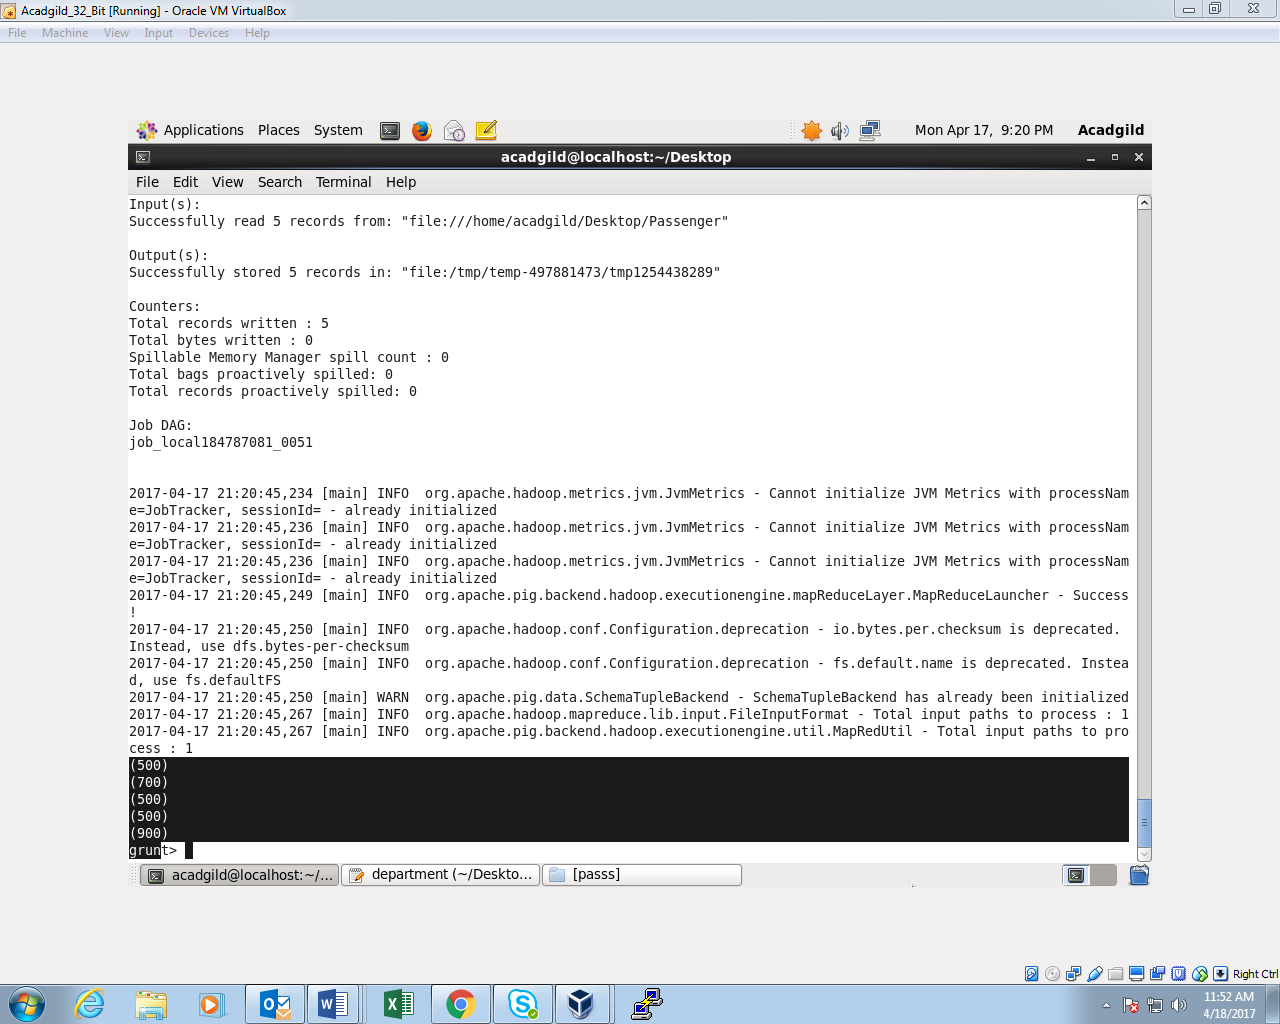 Acadgild_32_Bit [Running] - Oracle VM VirtualBox
File Machine View Input Devices Help
Applications Places System Mon Apr 17, 9:20 PM Acadgild
acadgild@localhost:~/Desktop
File Edit View Search Terminal Help
Input(s):
Successfully read 5 records from: "file:///home/acadgild/Desktop/Passenger"
Output(s):
Successfully stored 5 records in: "file:/tmp/temp-497881473/tmp1254438289"
Counters:
Total records written : 5
Total bytes written : 0
Spillable Memory Manager spill count : 0
Total bags proactively spilled: 0
Total records proactively spilled: 0
Job DAG:
job_local184787081_0051
2017-04-17 21:20:45,234 [main] INFO  org.apache.hadoop.metrics.jvm.JvmMetrics - Cannot initialize JVM Metrics with processNam
e=JobTracker, sessionId= - already initialized
2017-04-17 21:20:45,236 [main] INFO  org.apache.hadoop.metrics.jvm.JvmMetrics - Cannot initialize JVM Metrics with processNam
e=JobTracker, sessionId= - already initialized
2017-04-17 21:20:45,236 [main] INFO  org.apache.hadoop.metrics.jvm.JvmMetrics - Cannot initialize JVM Metrics with processNam
e=JobTracker, sessionId= - already initialized
2017-04-17 21:20:45,249 [main] INFO  org.apache.pig.backend.hadoop.executionengine.mapReduceLayer.MapReduceLauncher - Success
!
2017-04-17 21:20:45,250 [main] INFO  org.apache.hadoop.conf.Configuration.deprecation - io.bytes.per.checksum is deprecated.
Instead, use dfs.bytes-per-checksum
2017-04-17 21:20:45,250 [main] INFO  org.apache.hadoop.conf.Configuration.deprecation - fs.default.name is deprecated. Instea
d, use fs.defaultFS
2017-04-17 21:20:45,250 [main] WARN  org.apache.pig.data.SchemaTupleBackend - SchemaTupleBackend has already been initialized
2017-04-17 21:20:45,267 [main] INFO  org.apache.hadoop.mapreduce.lib.input.FileInputFormat - Total input paths to process : 1
2017-04-17 21:20:45,267 [main] INFO  org.apache.pig.backend.hadoop.executionengine.util.MapRedUtil - Total input paths to pro
cess : 1
(500)
(700)
(500)
(500)
(900)
grunt>
acadgild@localhost:~/... department (~/Deskto... [passs]
Right Ctrl
11:52 AM
4/18/2017